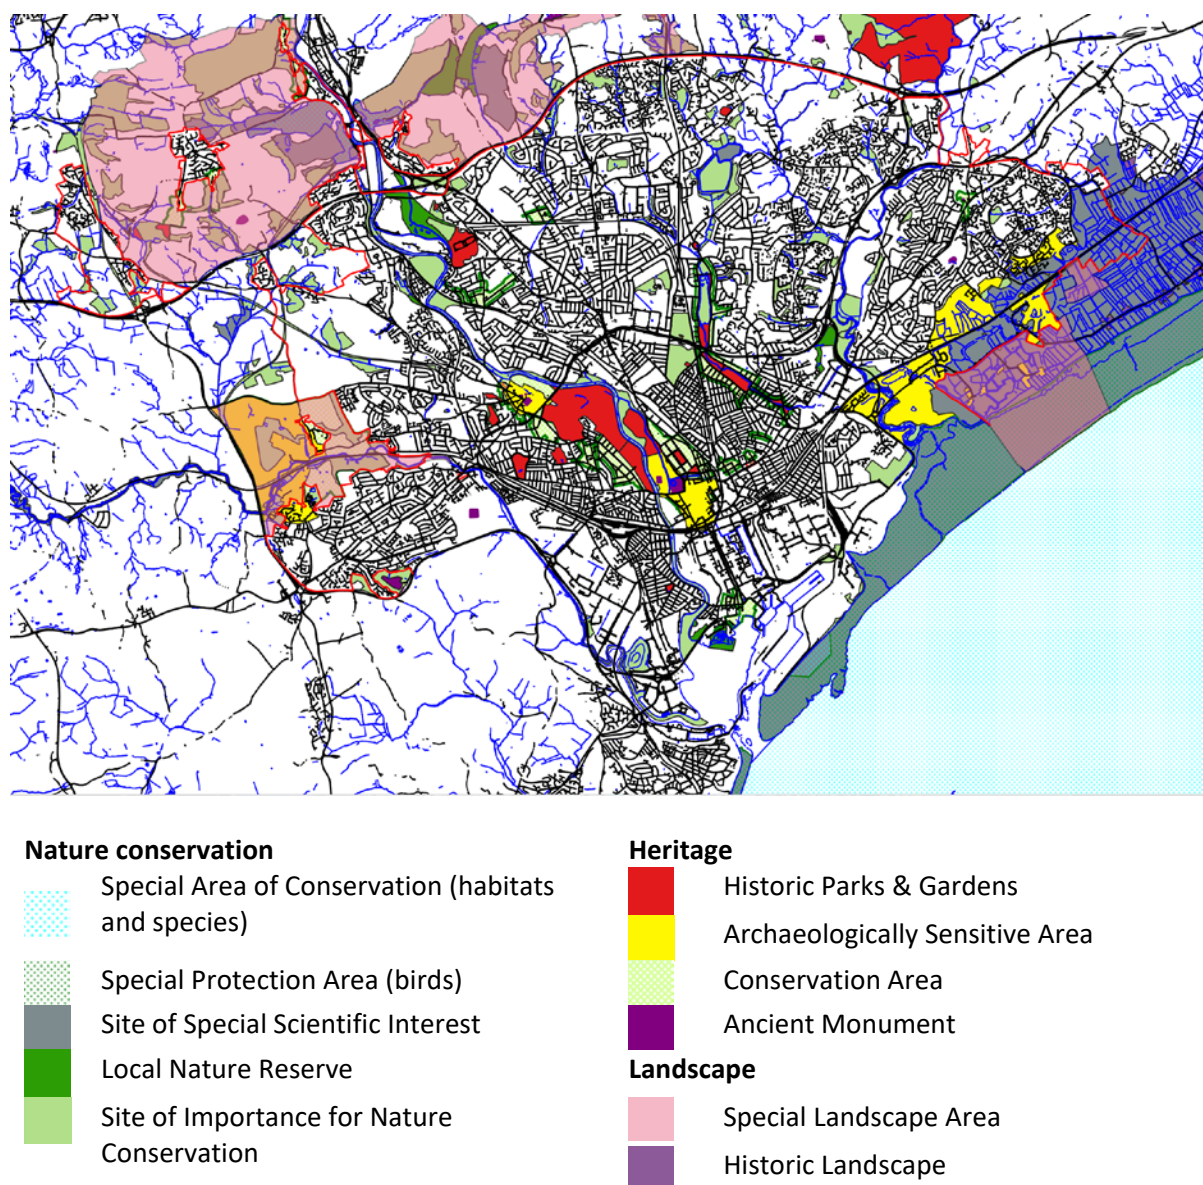 Nature conservation
Special Area of Conservation (habitats
and species)
Special Protection Area (birds)
Site of Special Scientific Interest
Local Nature Reserve
Site of Importance for Nature
Conservation
Heritage
Historic Parks & Gardens
Archaeologically Sensitive Area
Conservation Area
Ancient Monument
Landscape
Special Landscape Area
Historic Landscape